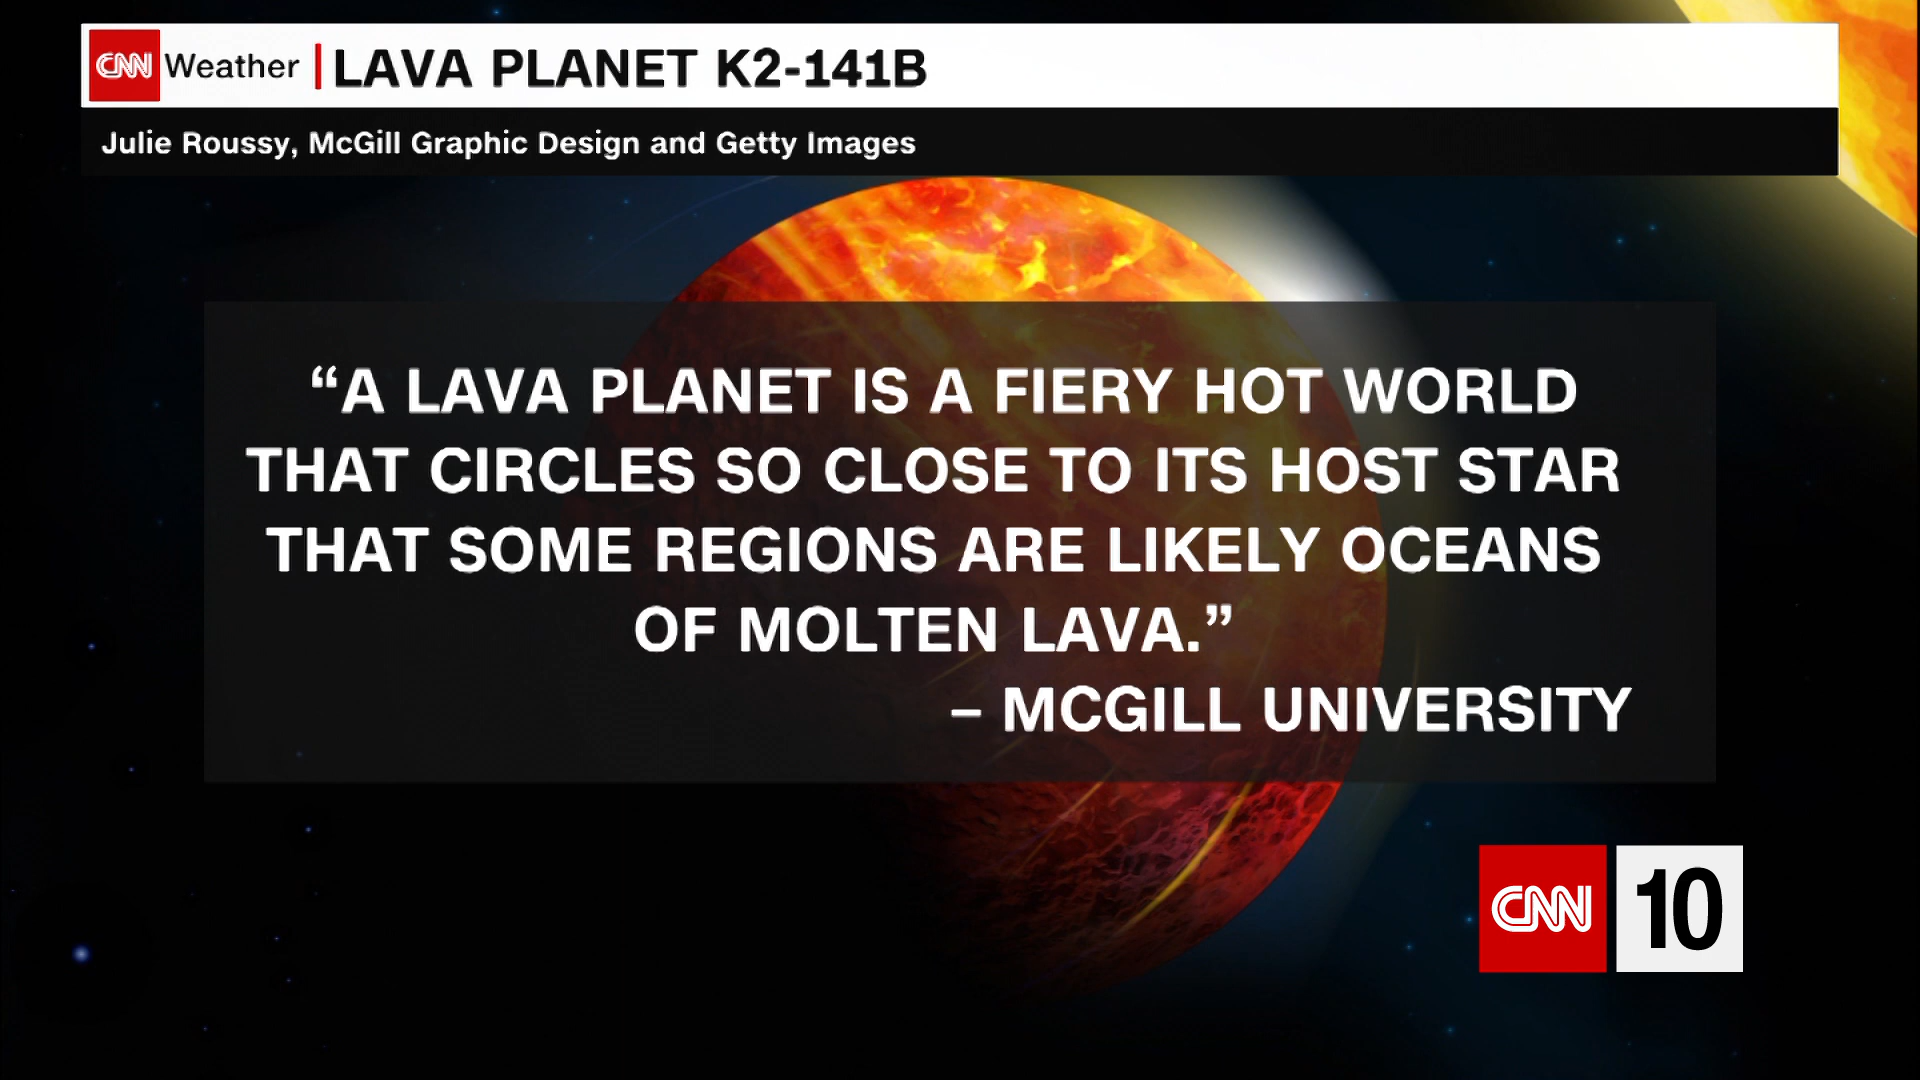 CNN Weather | LAVA PLANET K2-141B
Julie Roussy, McGill Graphic Design and Getty Images
“A LAVA PLANET IS A FIERY HOT WORLD
THAT CIRCLES SO CLOSE TO ITS HOST STAR
THAT SOME REGIONS ARE LIKELY OCEANS
OF MOLTEN LAVA.”
– MCGILL UNIVERSITY
CNN 10